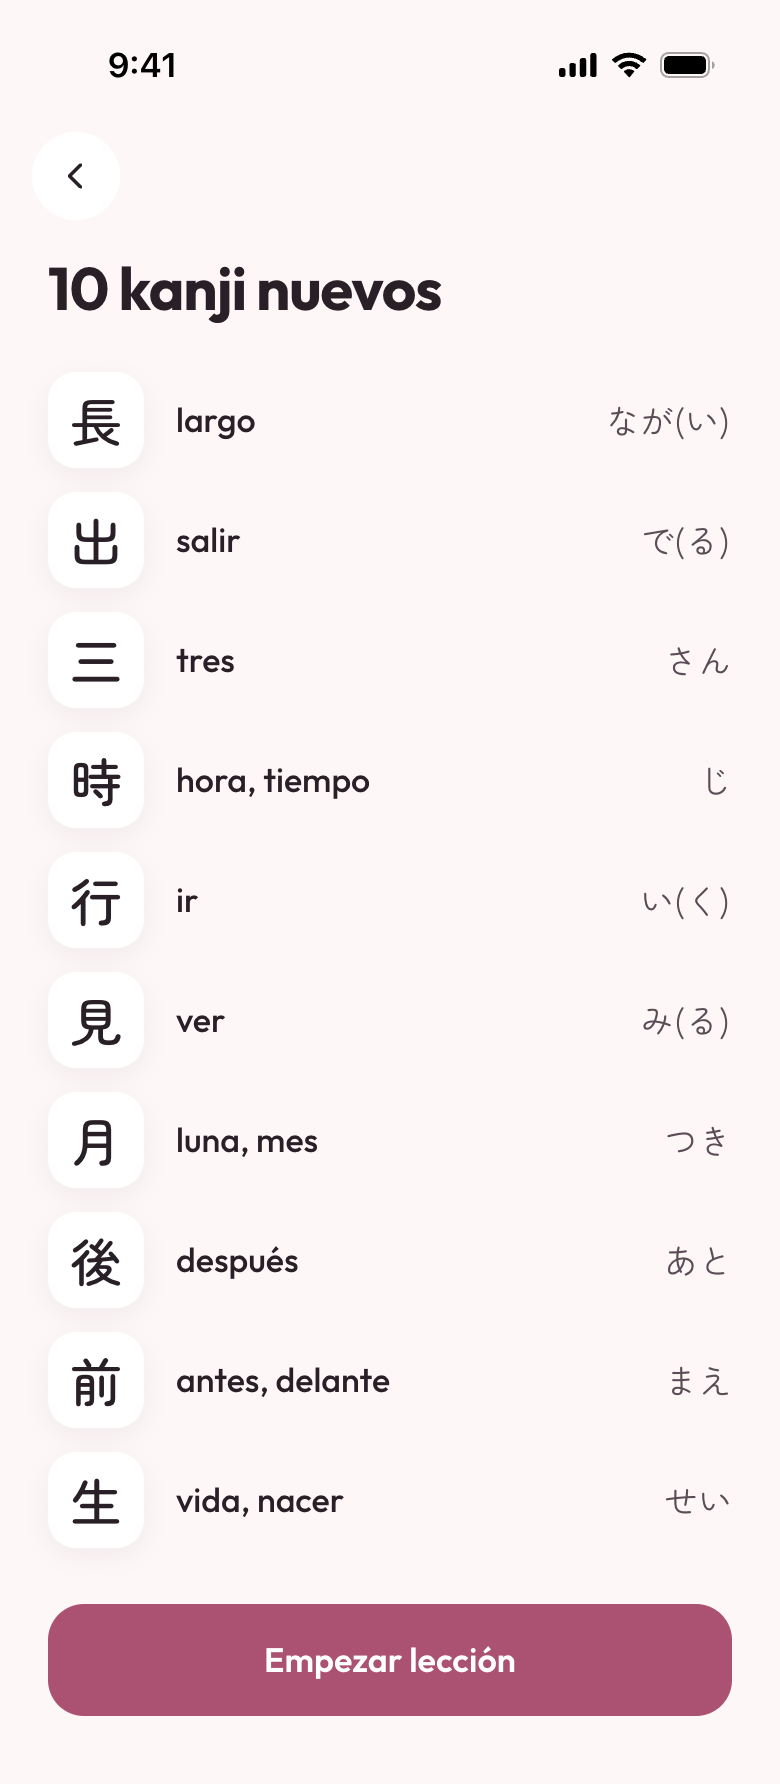 9:41
10 kanji nuevos
長 largo なが(い)
出 salir で(る)
三 tres さん
時 hora, tiempo じ
行 ir い(く)
見 ver み(る)
月 luna, mes つき
後 después あと
前 antes, delante まえ
生 vida, nacer せい
Empezar lección